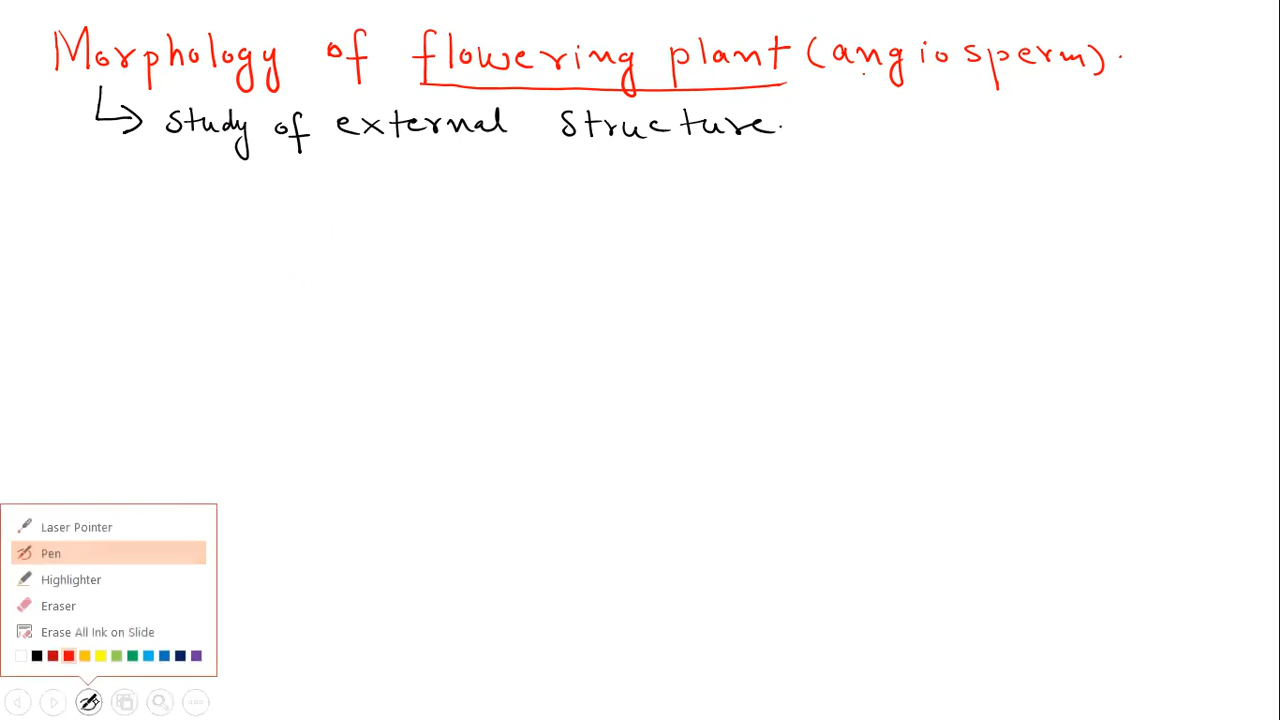 Morphology of flowering plant (angiosperm).
↳ study of external structure.
Laser Pointer
Pen
Highlighter
Eraser
Erase All Ink on Slide